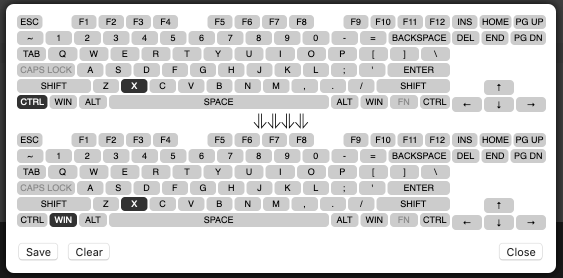 ESC F1 F2 F3 F4 F5 F6 F7 F8 F9 F10 F11 F12 INS HOME PG UP
~ 1 2 3 4 5 6 7 8 9 0 - = BACKSPACE DEL END PG DN
TAB Q W E R T Y U I O P [ ] \
CAPS LOCK A S D F G H J K L ; ' ENTER
SHIFT Z X C V B N M , . / SHIFT ↑
CTRL WIN ALT SPACE ALT WIN FN CTRL ← ↓ →
ESC F1 F2 F3 F4 F5 F6 F7 F8 F9 F10 F11 F12 INS HOME PG UP
~ 1 2 3 4 5 6 7 8 9 0 - = BACKSPACE DEL END PG DN
TAB Q W E R T Y U I O P [ ] \
CAPS LOCK A S D F G H J K L ; ' ENTER
SHIFT Z X C V B N M , . / SHIFT ↑
CTRL WIN ALT SPACE ALT WIN FN CTRL ← ↓ →
Save Clear Close